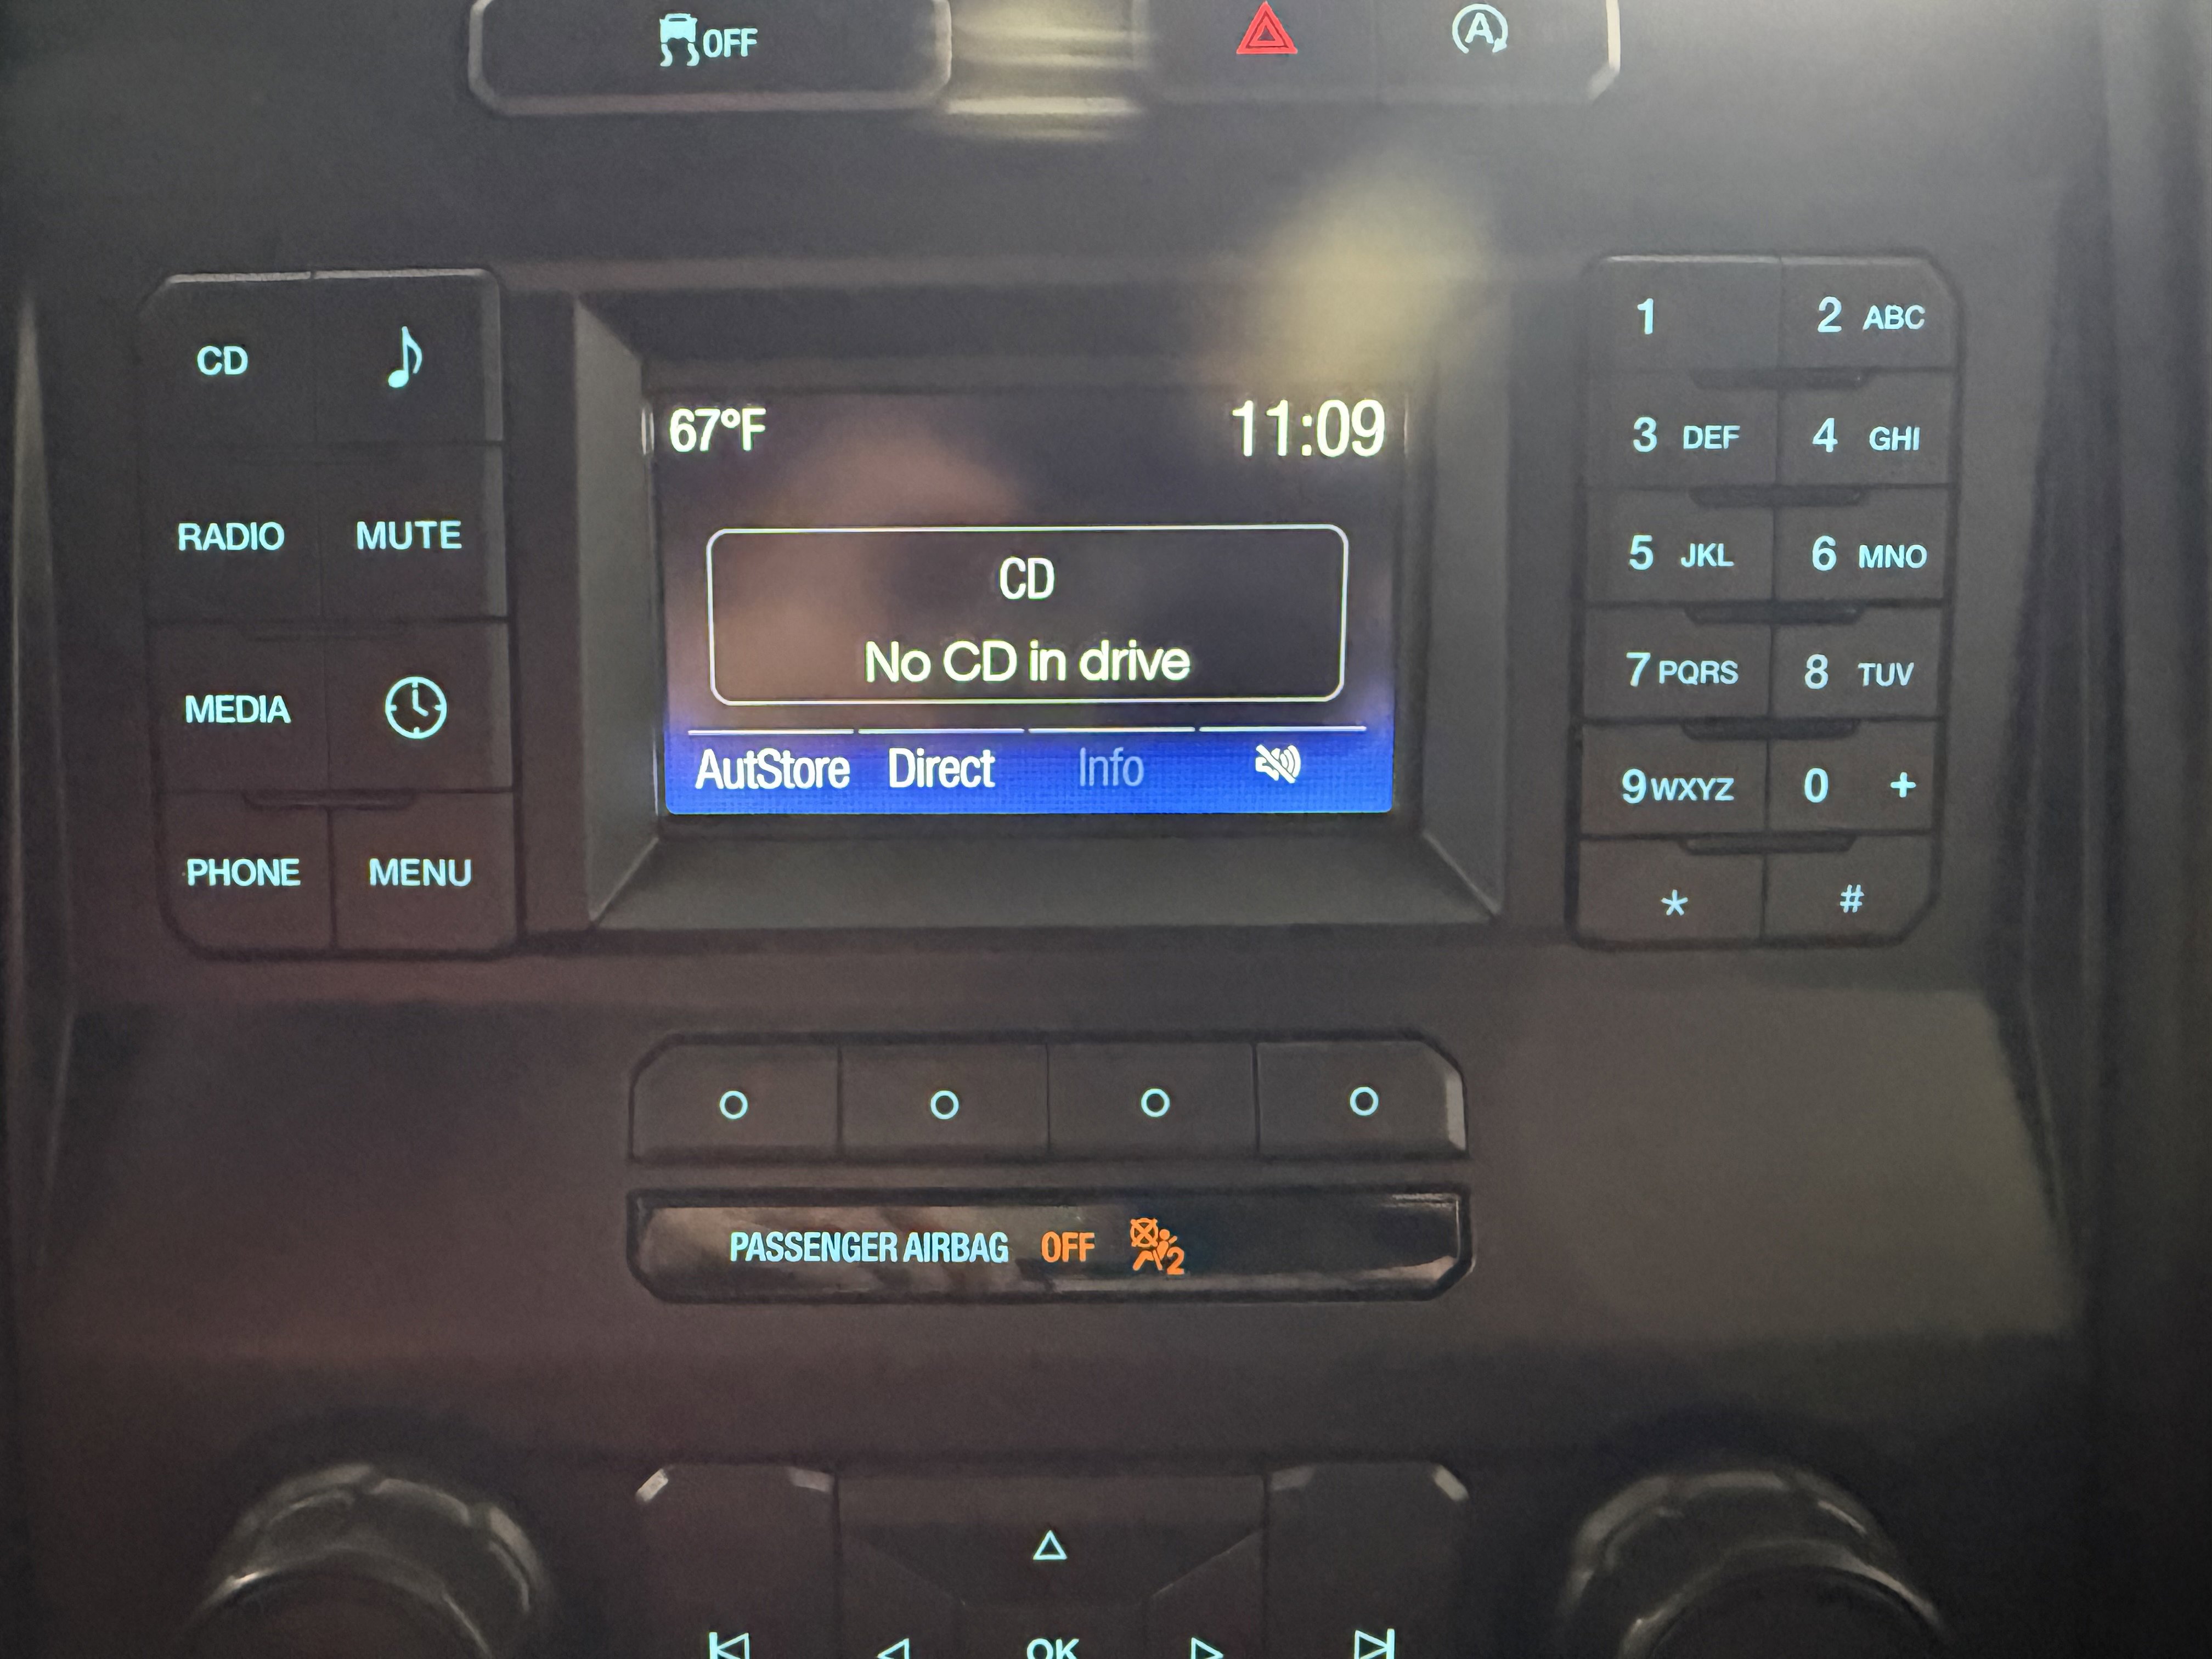 OFF
A
CD
RADIO MUTE
MEDIA
PHONE MENU
67°F 11:09
CD
No CD in drive
AutStore Direct Info
1 2 ABC
3 DEF 4 GHI
5 JKL 6 MNO
7 PQRS 8 TUV
9 WXYZ 0 +
* #
PASSENGER AIRBAG OFF 2
OK